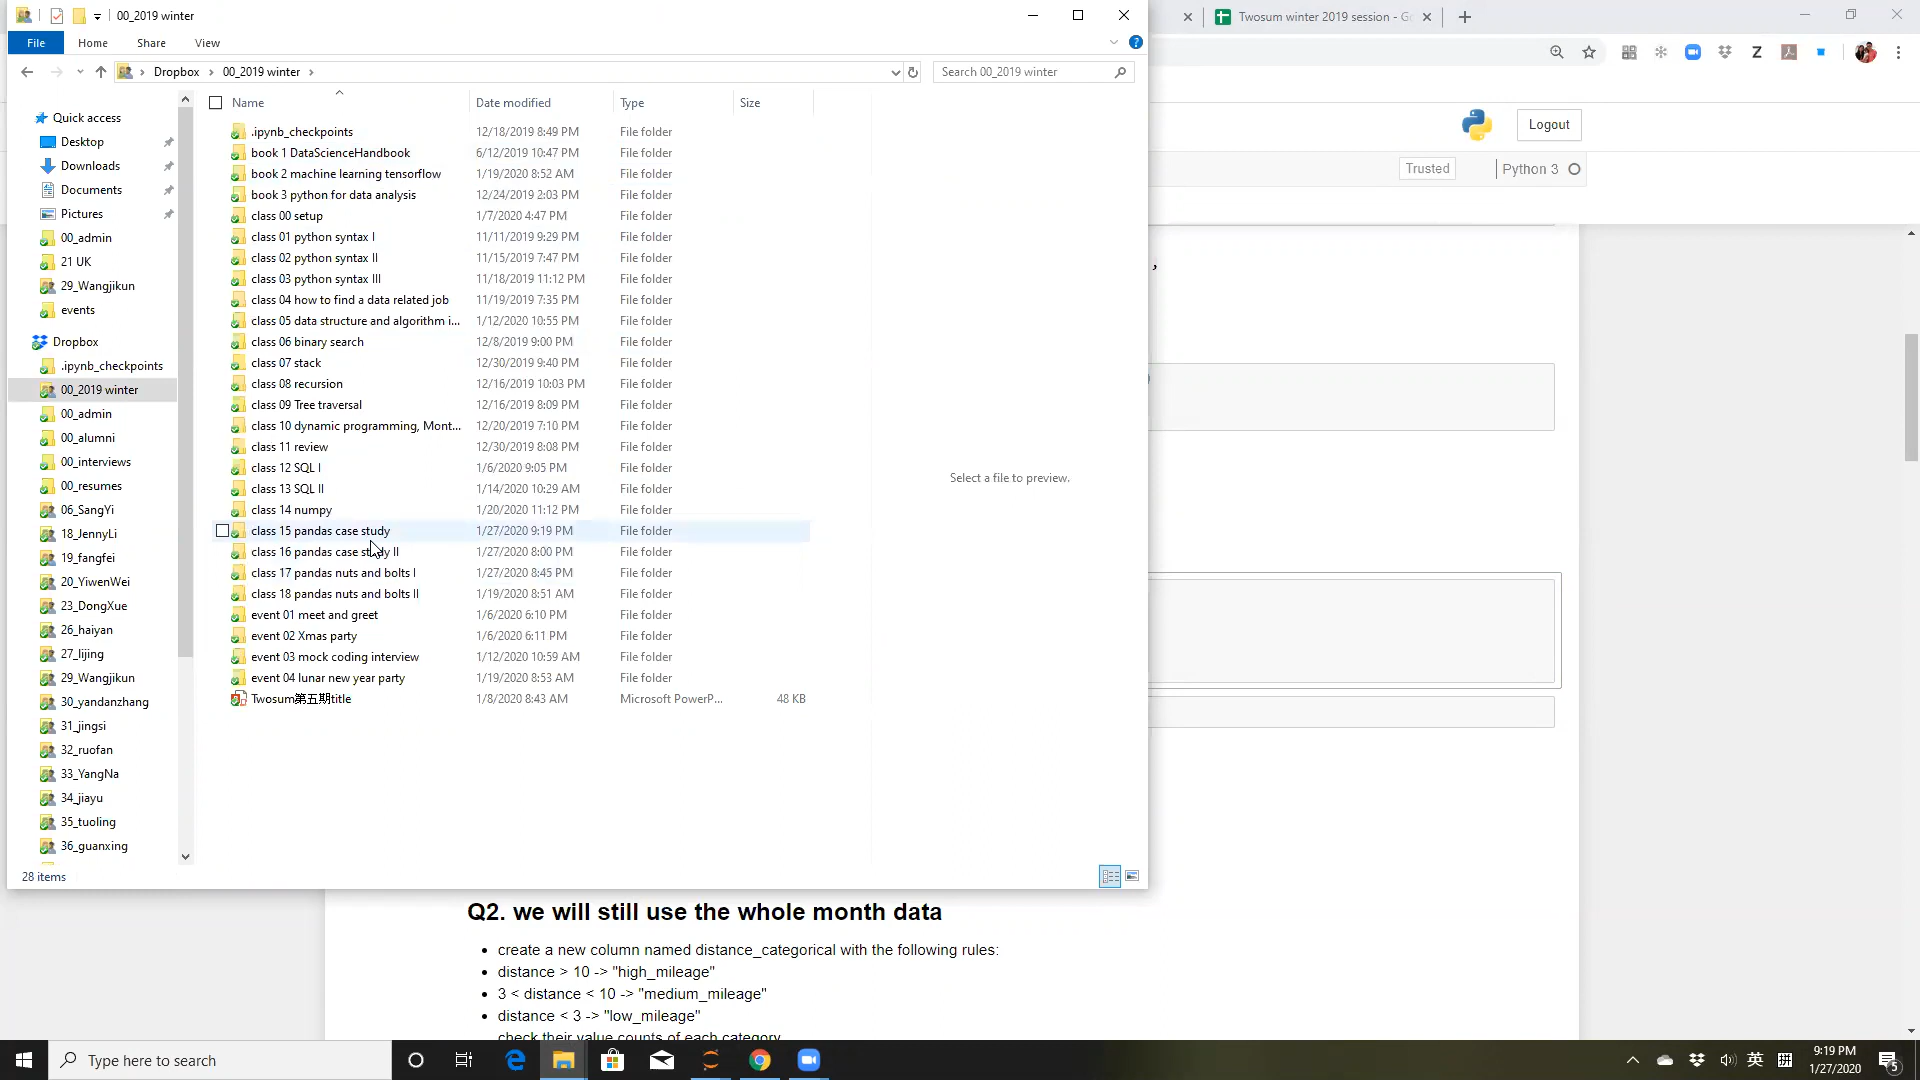 00_2019 winter
Twosum winter 2019 session - G
File Home Share View
Dropbox 00_2019 winter
Search 00_2019 winter
Name Date modified Type Size
Quick access
Desktop
Downloads
Documents
Pictures
00_admin
21 UK
29_Wangjikun
events
Dropbox
.ipynb_checkpoints
00_2019 winter
00_admin
00_alumni
00_interviews
00_resumes
06_SangYi
18_JennyLi
19_fangfei
20_YiwenWei
23_DongXue
26_haiyan
27_lijing
29_Wangjikun
30_yandanzhang
31_jingsi
32_ruofan
33_YangNa
34_jiayu
35_tuoling
36_guanxing
.ipynb_checkpoints 12/18/2019 8:49 PM File folder
book 1 DataScienceHandbook 6/12/2019 10:47 PM File folder
book 2 machine learning tensorflow 1/19/2020 8:52 AM File folder
book 3 python for data analysis 12/24/2019 2:03 PM File folder
class 00 setup 1/7/2020 4:47 PM File folder
class 01 python syntax I 11/11/2019 9:29 PM File folder
class 02 python syntax II 11/15/2019 7:47 PM File folder
class 03 python syntax III 11/18/2019 11:12 PM File folder
class 04 how to find a data related job 11/19/2019 7:35 PM File folder
class 05 data structure and algorithm i... 1/12/2020 10:55 PM File folder
class 06 binary search 12/8/2019 9:00 PM File folder
class 07 stack 12/30/2019 9:40 PM File folder
class 08 recursion 12/16/2019 10:03 PM File folder
class 09 Tree traversal 12/16/2019 8:09 PM File folder
class 10 dynamic programming, Mont... 12/20/2019 7:10 PM File folder
class 11 review 12/30/2019 8:08 PM File folder
class 12 SQL I 1/6/2020 9:05 PM File folder
class 13 SQL II 1/14/2020 10:29 AM File folder
class 14 numpy 1/20/2020 11:12 PM File folder
class 15 pandas case study 1/27/2020 9:19 PM File folder
class 16 pandas case study II 1/27/2020 8:00 PM File folder
class 17 pandas nuts and bolts I 1/27/2020 8:45 PM File folder
class 18 pandas nuts and bolts II 1/19/2020 8:51 AM File folder
event 01 meet and greet 1/6/2020 6:10 PM File folder
event 02 Xmas party 1/6/2020 6:11 PM File folder
event 03 mock coding interview 1/12/2020 10:59 AM File folder
event 04 lunar new year party 1/19/2020 8:53 AM File folder
Twosum第五期title 1/8/2020 8:43 AM Microsoft PowerP... 48 KB
Select a file to preview.
28 items
Logout
Trusted
Python 3
,
Q2. we will still use the whole month data
create a new column named distance_categorical with the following rules:
distance > 10 -> "high_mileage"
3 < distance < 10 -> "medium_mileage"
distance < 3 -> "low_mileage"
check their value counts of each category
Type here to search
英
拼
9:19 PM
1/27/2020
5